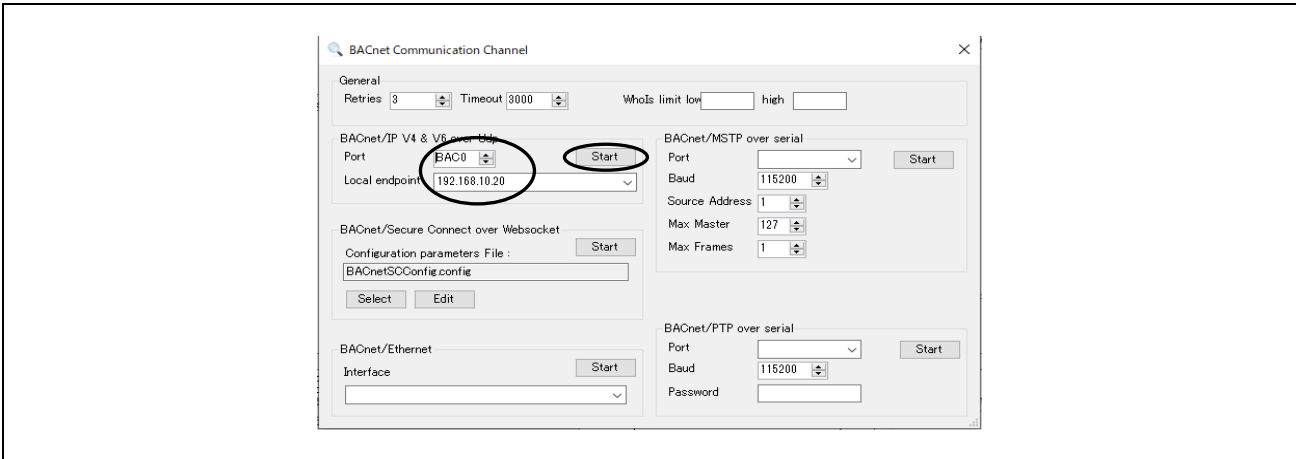 BACnet Communication Channel
General
Retries 3 Timeout 3000 WhoIs limit low high
BACnet/IP V4 & V6 over Udp
Port BAC0 Start
Local endpoint 192.168.10.20
BACnet/Secure Connect over Websocket
Start
Configuration parameters File :
BACnetSCConfig.config
Select Edit
BACnet/Ethernet
Interface Start
BACnet/MSTP over serial
Port Start
Baud 115200
Source Address 1
Max Master 127
Max Frames 1
BACnet/PTP over serial
Port Start
Baud 115200
Password